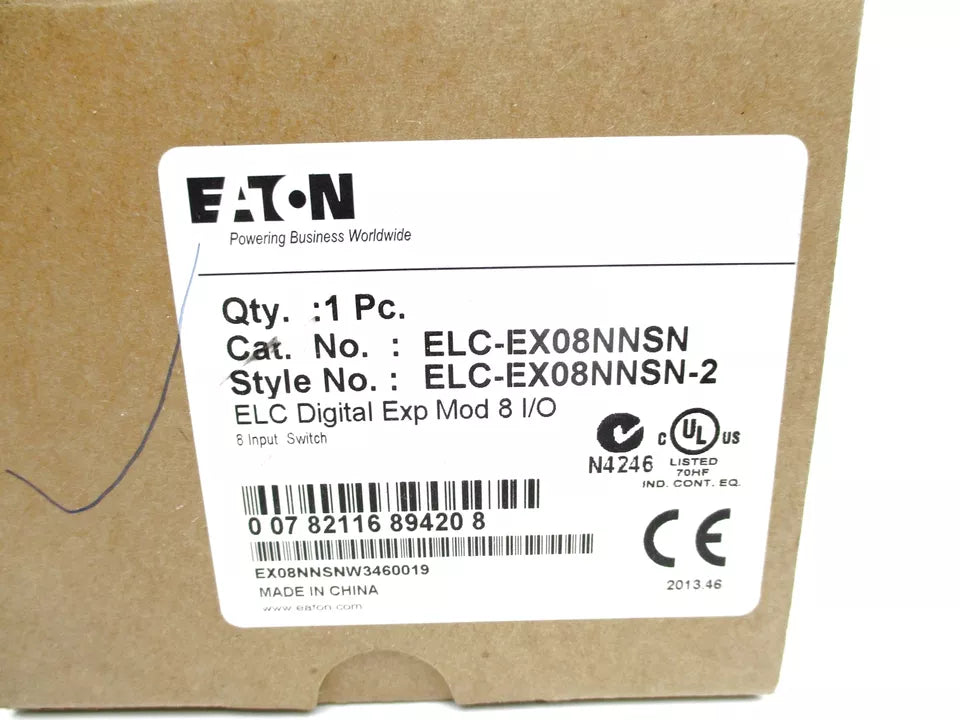 EATON
Powering Business Worldwide
Qty. :1 Pc.
Cat. No. : ELC-EX08NNSN
Style No. : ELC-EX08NNSN-2
ELC Digital Exp Mod 8 I/O
8 Input Switch
N4246
C UL US
LISTED
70HF
IND. CONT. EQ.
0 07 82116 89420 8
EX08NNSNW3460019
CE
2013.46
MADE IN CHINA
www.eaton.com